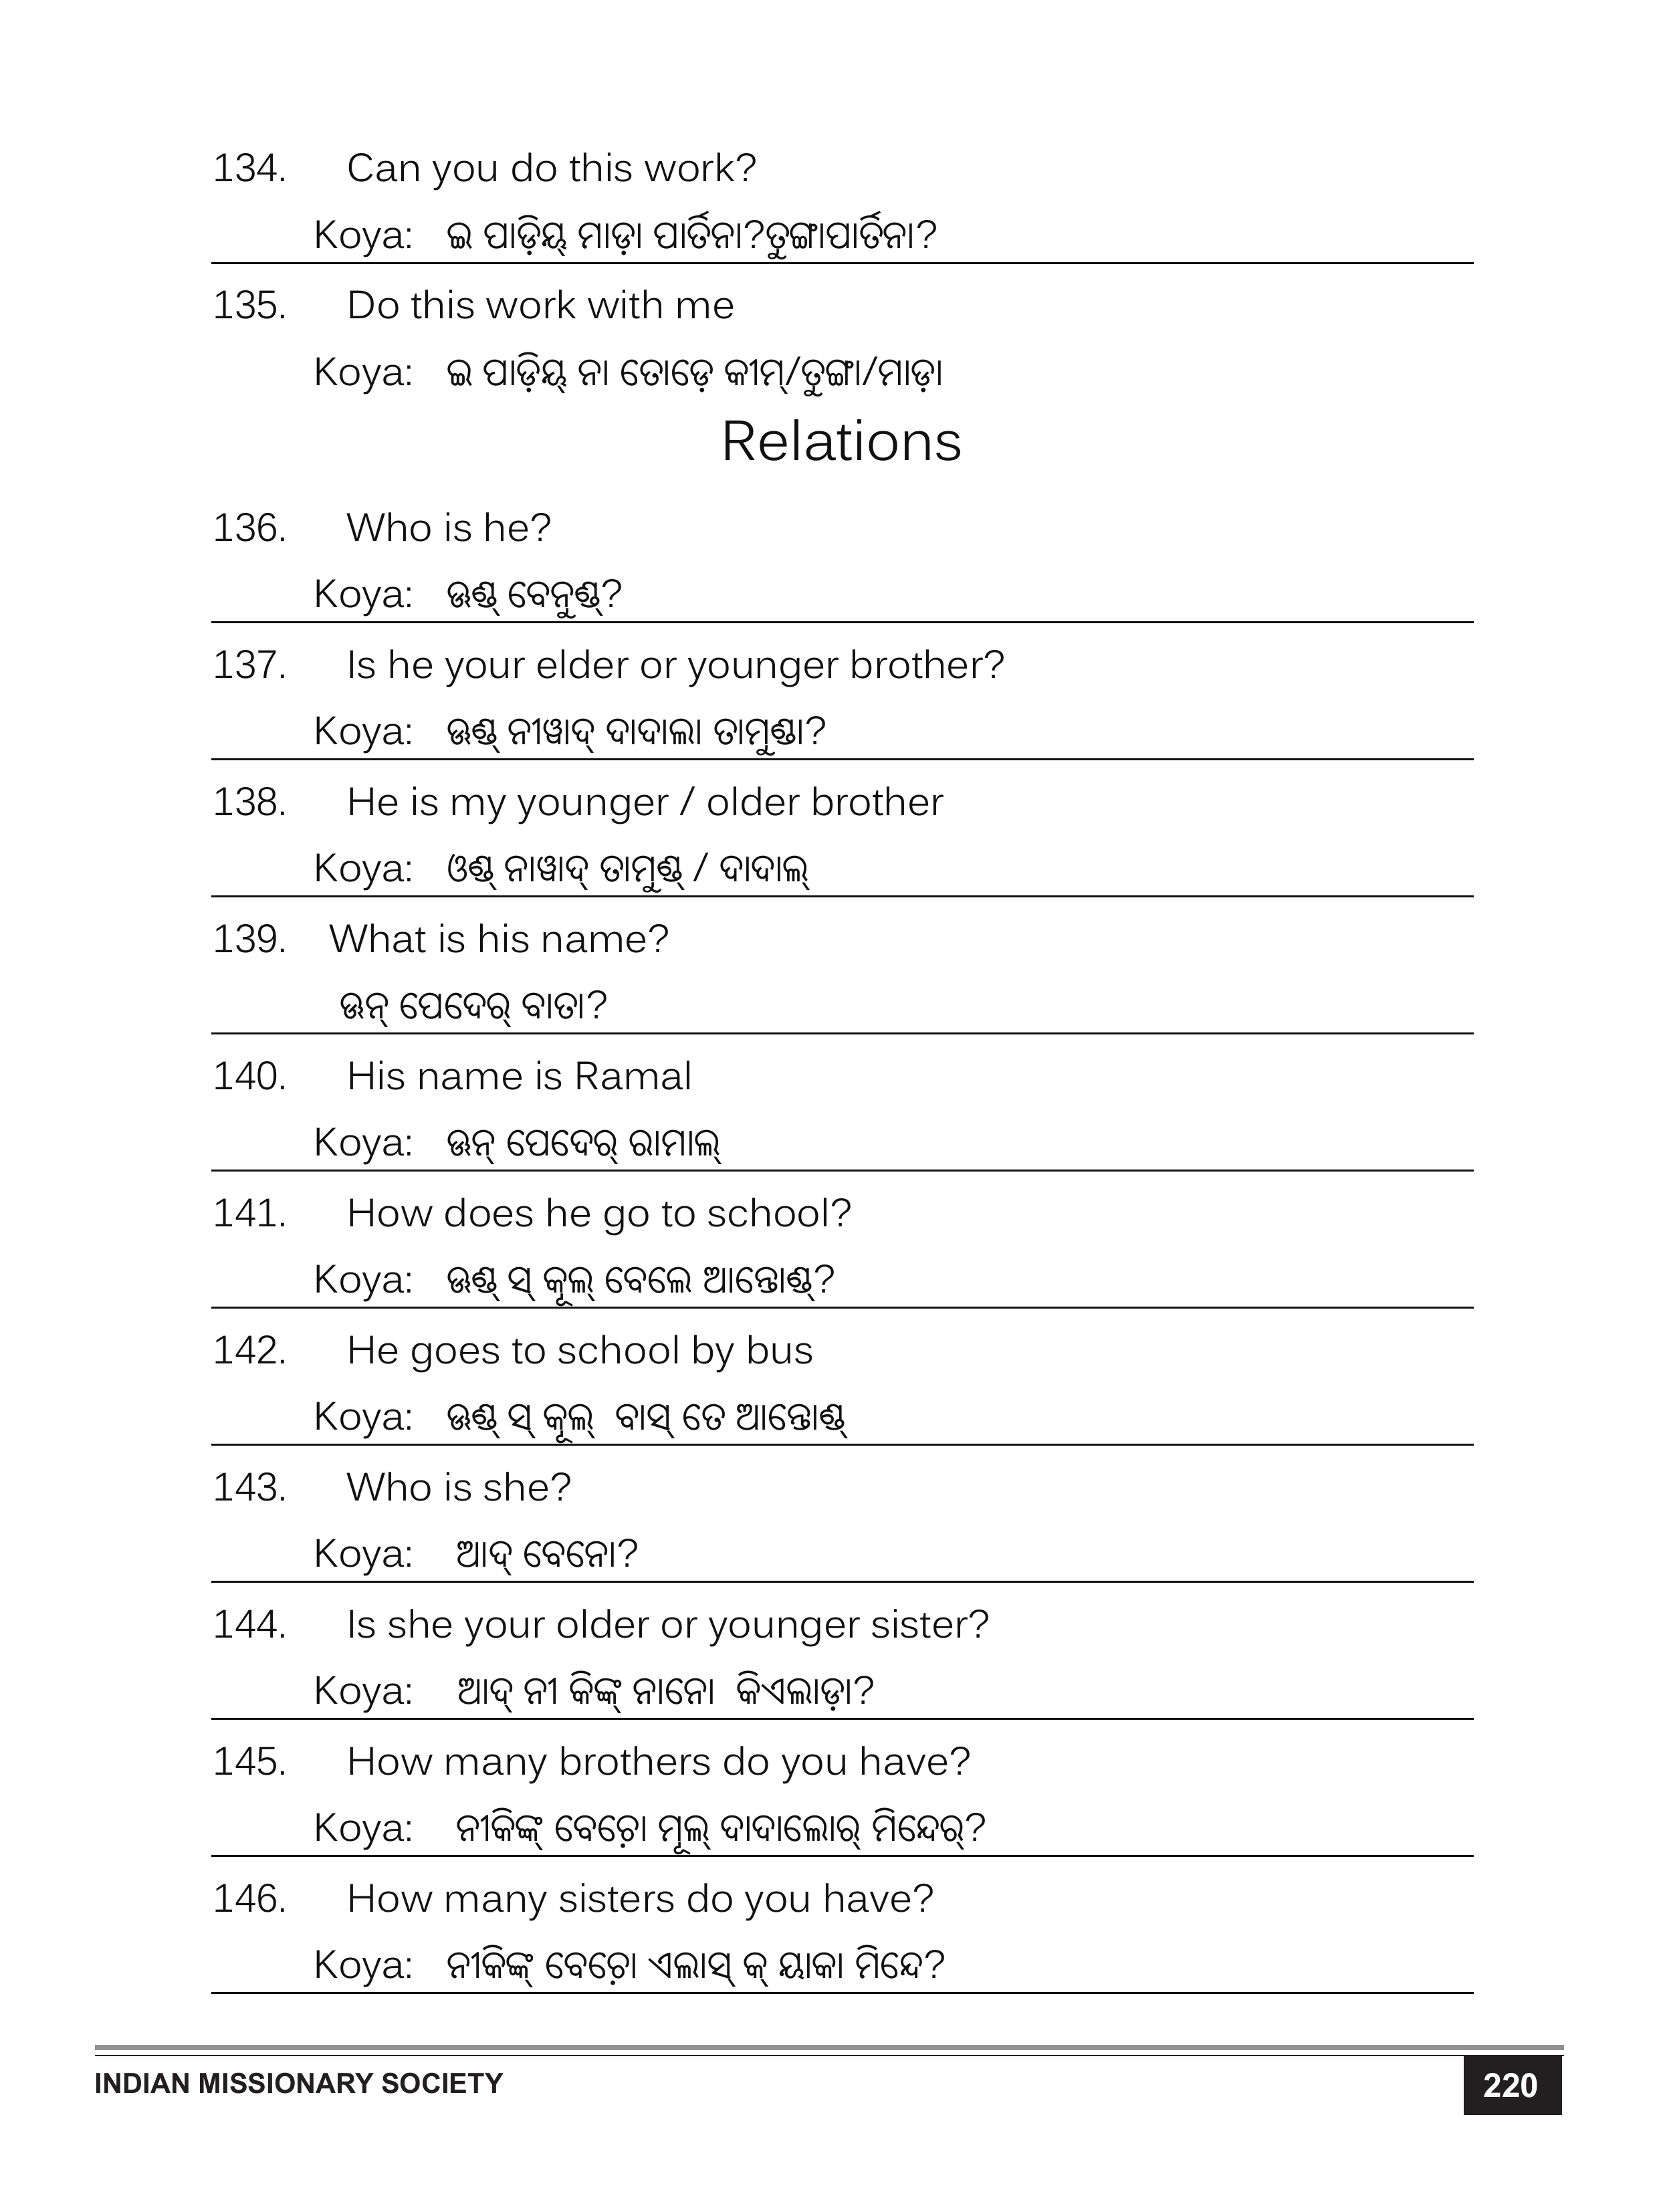 134. Can you do this work?
Koya: ଇ ପାଡ଼ିୟ୍ ମାଡ଼ା ପାର୍ତିନା?ତୁଙ୍ଗାପାର୍ତିନା?
135. Do this work with me
Koya: ଇ ପାଡ଼ିୟ୍ ନା ତୋଡ଼େ କୀମ୍/ତୁଙ୍ଗା/ମାଡ଼ା
Relations
136. Who is he?
Koya: ଊଣ୍ଡ୍ ବେନୁଣ୍ଡ୍?
137. Is he your elder or younger brother?
Koya: ଊଣ୍ଡ୍ ନୀୱାଦ୍ ଦାଦାଲା ତାମୁଣ୍ଡା?
138. He is my younger / older brother
Koya: ଓଣ୍ଡ୍ ନାୱାଦ୍ ତାମୁଣ୍ଡ୍ / ଦାଦାଲ୍
139. What is his name?
ଊନ୍ ପେଦେର୍ ବାତା?
140. His name is Ramal
Koya: ଊନ୍ ପେଦେର୍ ରାମାଲ୍
141. How does he go to school?
Koya: ଊଣ୍ଡ୍ ସ୍ କୂଲ୍ ବେଲେ ଆନ୍ତୋଣ୍ଡ୍?
142. He goes to school by bus
Koya: ଊଣ୍ଡ୍ ସ୍ କୂଲ୍ ବାସ୍ ତେ ଆନ୍ତୋଣ୍ଡ୍
143. Who is she?
Koya: ଆଦ୍ ବେନୋ?
144. Is she your older or younger sister?
Koya: ଆଦ୍ ନୀ କିଙ୍କ୍ ନାନୋ କିଏଲାଡ଼ା?
145. How many brothers do you have?
Koya: ନୀକିଙ୍କ୍ ବେଚ଼ୋ ମୂଲ୍ ଦାଦାଲୋର୍ ମିନ୍ଦେର୍?
146. How many sisters do you have?
Koya: ନୀକିଙ୍କ୍ ବେଚ଼ୋ ଏଲାସ୍ କ୍ ୟାକା ମିନ୍ଦେ?
INDIAN MISSIONARY SOCIETY
220